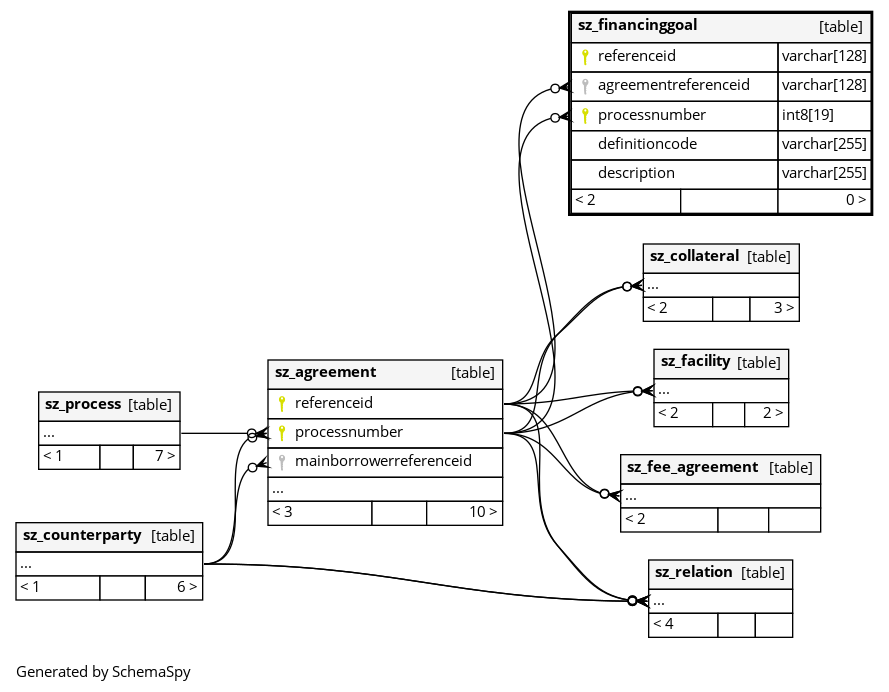 sz_financinggoal [table]
referenceid varchar[128]
agreementreferenceid varchar[128]
processnumber int8[19]
definitioncode varchar[255]
description varchar[255]
< 2 0 >
sz_collateral [table]
...
< 2 3 >
sz_facility [table]
...
< 2 2 >
sz_agreement [table]
referenceid
processnumber
mainborrowerreferenceid
...
< 3 10 >
sz_process [table]
...
< 1 7 >
sz_fee_agreement [table]
...
< 2
sz_counterparty [table]
...
< 1 6 >
sz_relation [table]
...
< 4
Generated by SchemaSpy